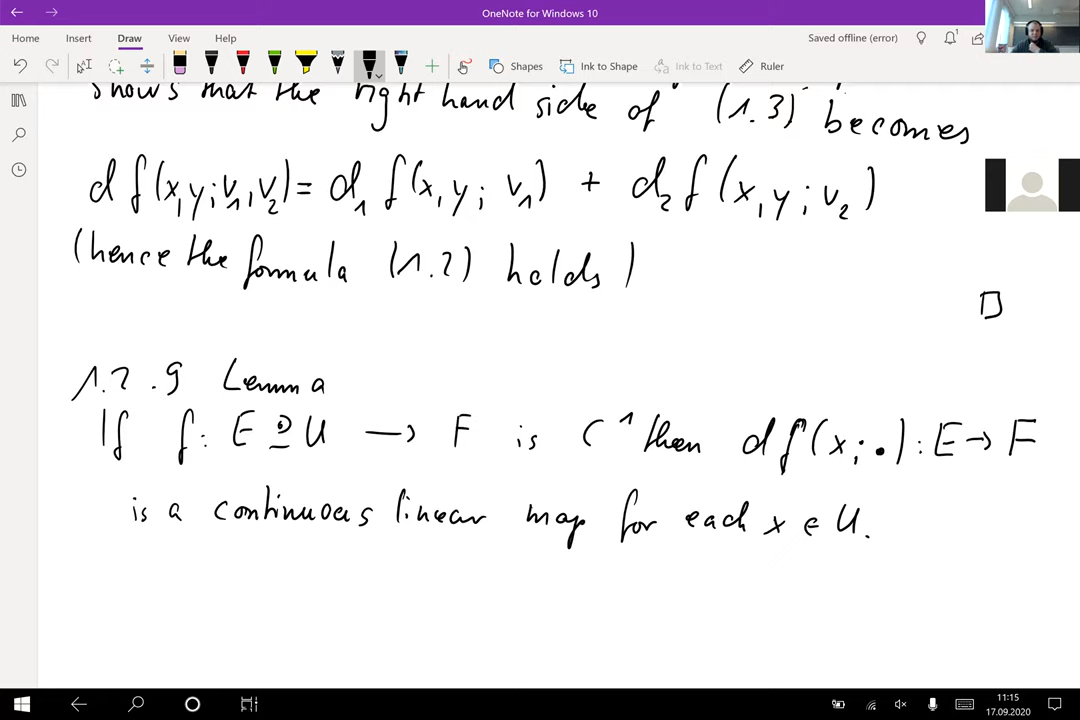 OneNote for Windows 10
Home Insert Draw View Help
Saved offline (error)
Shapes Ink to Shape Ink to Text Ruler
shows that the right hand side of (1.3) becomes
df(x,y;v₁,v₂)= d₁f(x,y; v₁) + d₂f(x,y;v₂)
(hence the formula (1.2) holds)
□
1.2.9 Lemma
If f: E ⊇ U → F is C¹ then df(x;•):E→F
is a continuous linear map for each x ∈ U.
11:15
17.09.2020